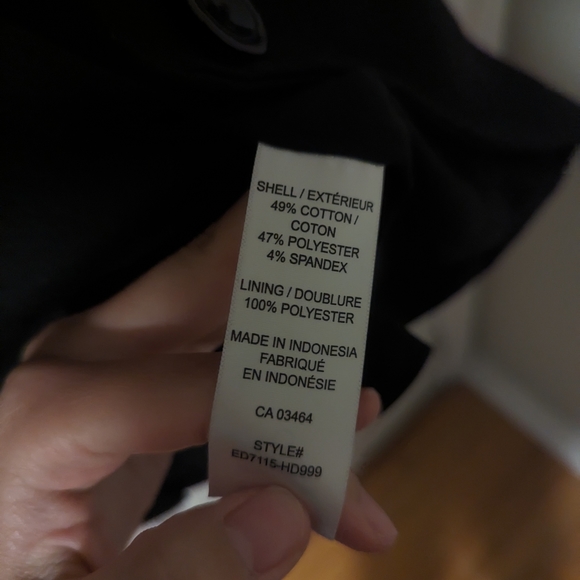 SHELL / EXTÉRIEUR
49% COTTON /
COTON
47% POLYESTER
4% SPANDEX
LINING / DOUBLURE
100% POLYESTER
MADE IN INDONESIA
FABRIQUÉ
EN INDONÉSIE
CA 03464
STYLE#
ED7115-HD999